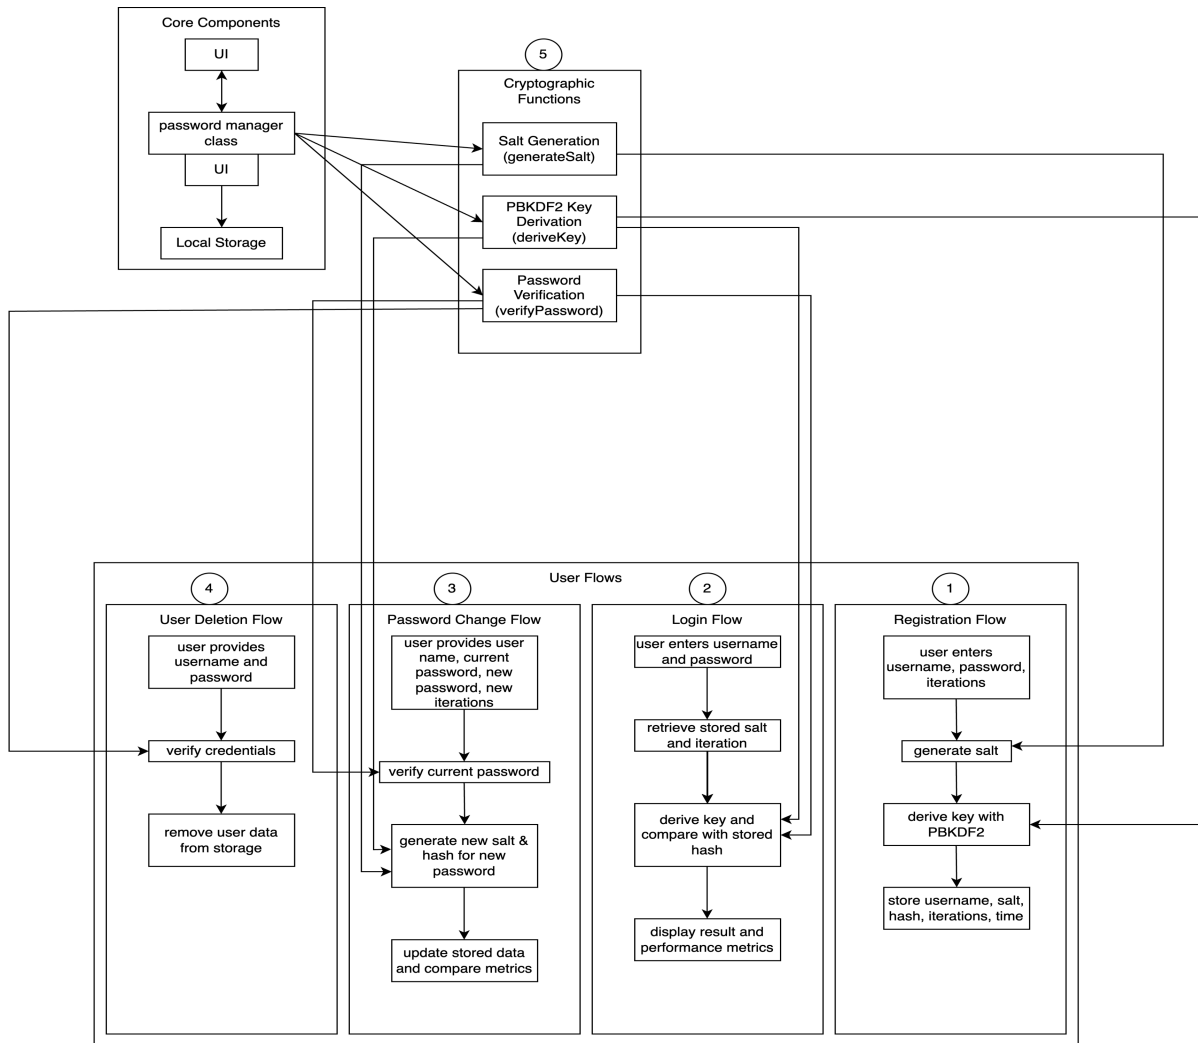 Core Components
UI
password manager
class
UI
Local Storage
5
Cryptographic
Functions
Salt Generation
(generateSalt)
PBKDF2 Key
Derivation
(deriveKey)
Password
Verification
(verifyPassword)
User Flows
4
User Deletion Flow
user provides
username and
password
verify credentials
remove user data
from storage
3
Password Change Flow
user provides user
name, current
password, new
password, new
iterations
verify current password
generate new salt &
hash for new
password
update stored data
and compare metrics
2
Login Flow
user enters username
and password
retrieve stored salt
and iteration
derive key and
compare with stored
hash
display result and
performance metrics
1
Registration Flow
user enters
username, password,
iterations
generate salt
derive key with
PBKDF2
store username, salt,
hash, iterations, time